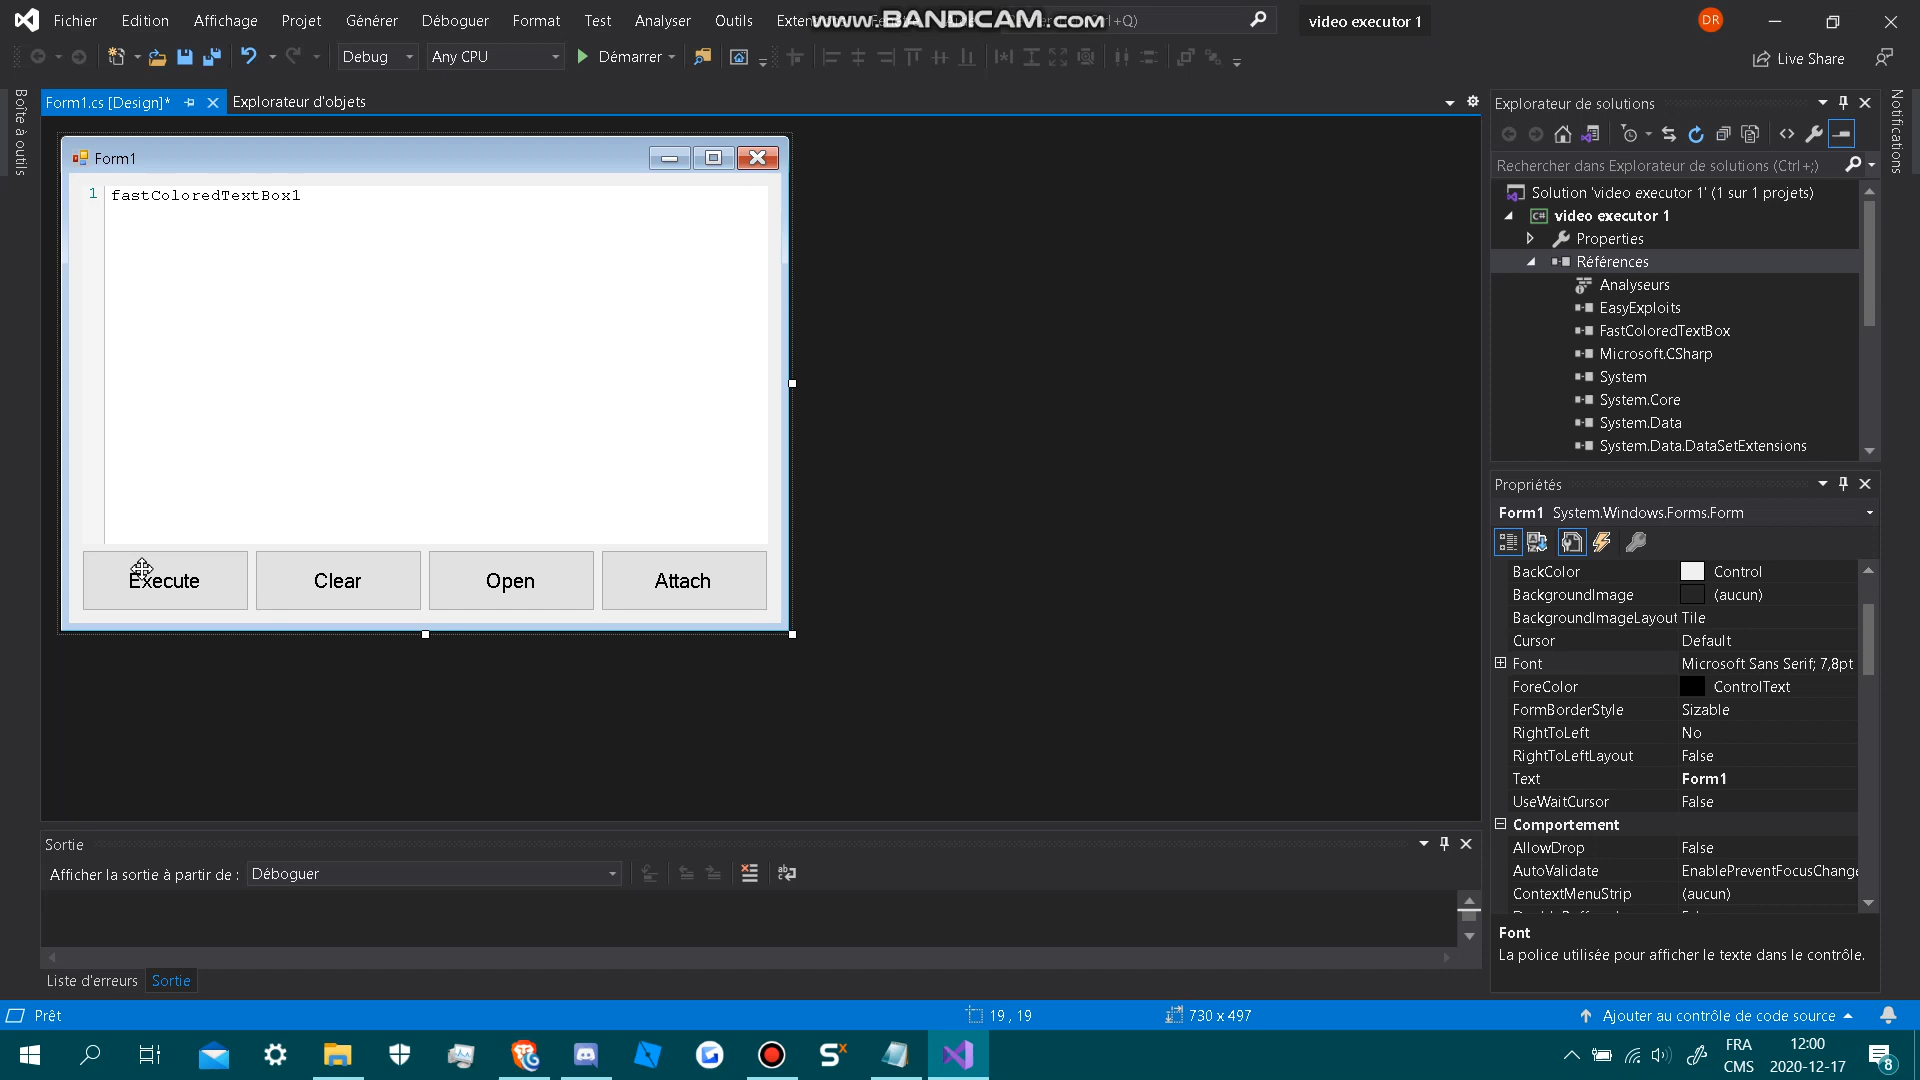 Fichier Edition Affichage Projet Générer Déboguer Format Test Analyser Outils
www.BANDICAM.com
l+Q)
video executor 1
DR
Debug Any CPU Démarrer
Live Share
Boîte à outils
Form1.cs [Design]* Explorateur d'objets
Form1
1 fastColoredTextBox1
Execute Clear Open Attach
Explorateur de solutions
Rechercher dans Explorateur de solutions (Ctrl+;)
Solution 'video executor 1' (1 sur 1 projets)
C# video executor 1
Properties
Références
Analyseurs
EasyExploits
FastColoredTextBox
Microsoft.CSharp
System
System.Core
System.Data
System.Data.DataSetExtensions
Notifications
Propriétés
Form1 System.Windows.Forms.Form
BackColor Control
BackgroundImage (aucun)
BackgroundImageLayout Tile
Cursor Default
Font Microsoft Sans Serif; 7,8pt
ForeColor ControlText
FormBorderStyle Sizable
RightToLeft No
RightToLeftLayout False
Text Form1
UseWaitCursor False
Comportement
AllowDrop False
AutoValidate EnablePreventFocusChange
ContextMenuStrip (aucun)
Font
La police utilisée pour afficher le texte dans le contrôle.
Sortie
Afficher la sortie à partir de : Déboguer
Liste d'erreurs Sortie
Prêt
19 , 19
730 x 497
Ajouter au contrôle de code source
FRA
CMS
12:00
2020-12-17
8